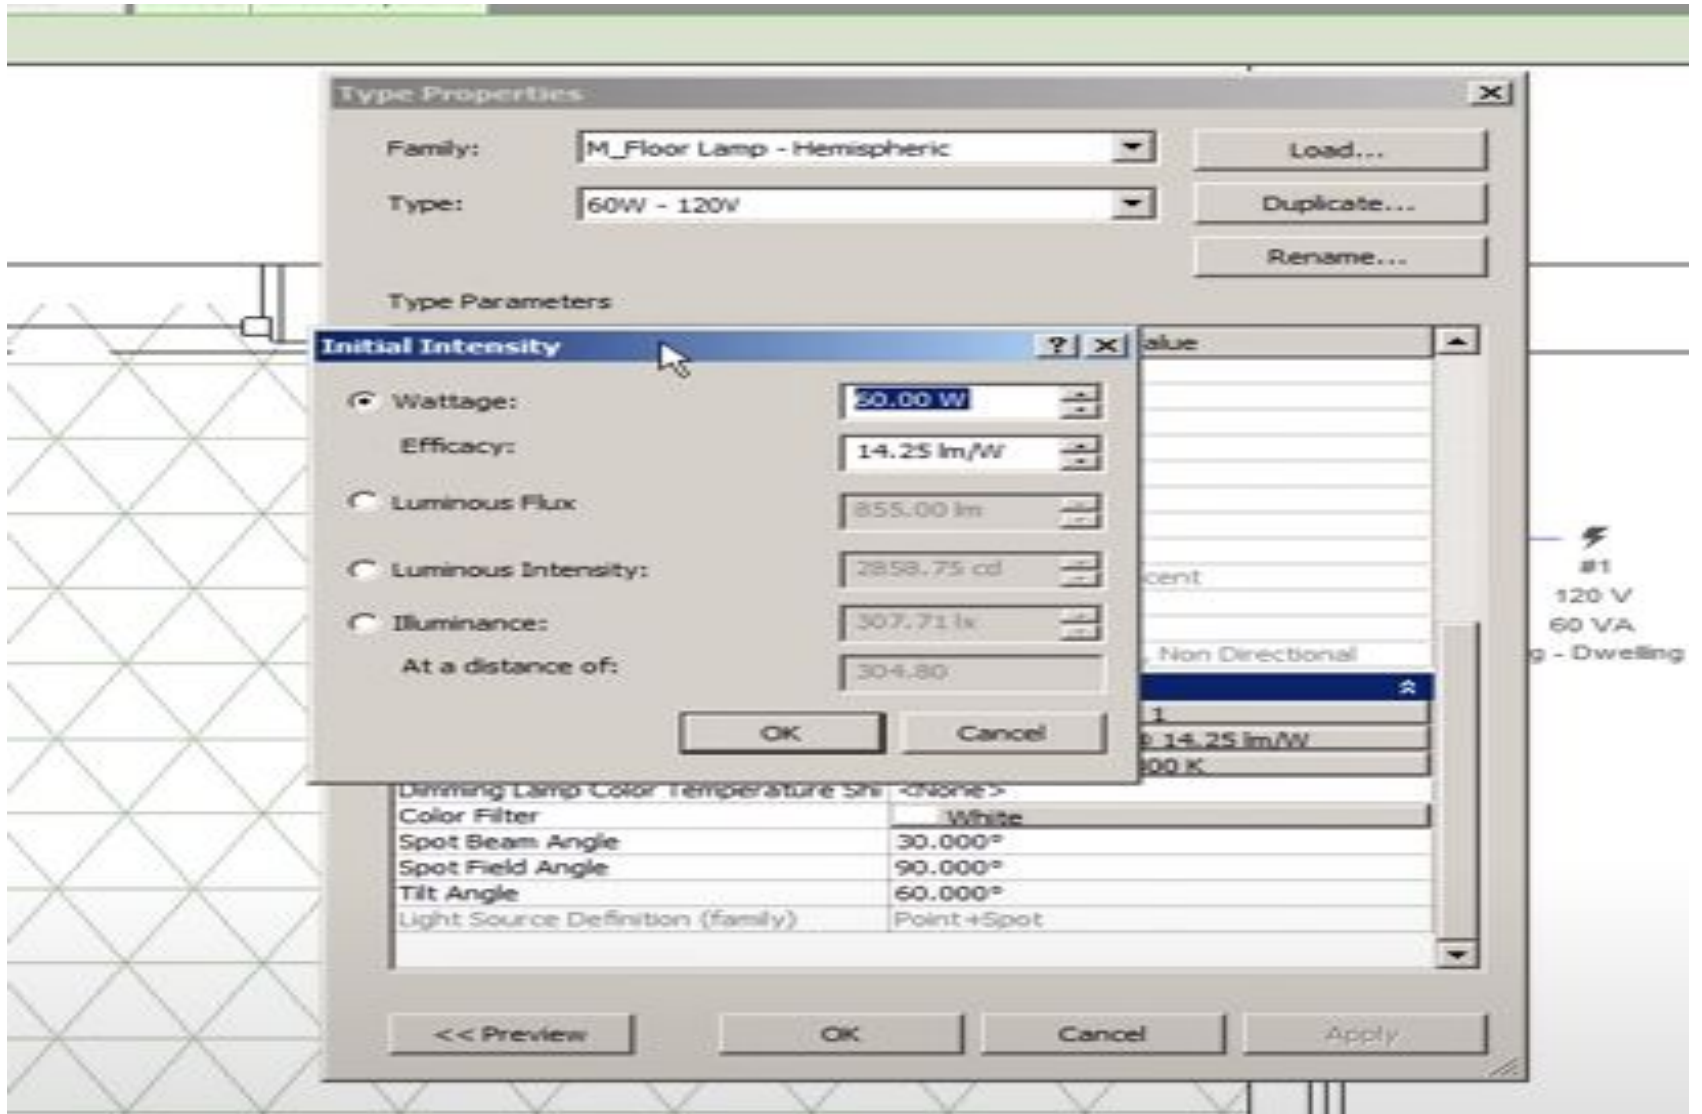 Type Properties
Family: M_Floor Lamp - Hemispheric Load...
Type: 60W - 120V Duplicate...
Rename...
Type Parameters
Initial Intensity ? alue
Wattage: 60.00 W
Efficacy: 14.25 lm/W
Luminous Flux 855.00 lm
Luminous Intensity: 2858.75 cd cent
Illuminance: 307.71 lx
At a distance of: 304.80 , Non Directional
OK Cancel 1
14.25 lm/W
00 K
Dimming Lamp Color Temperature Shi <None>
Color Filter White
Spot Beam Angle 30.000°
Spot Field Angle 90.000°
Tilt Angle 60.000°
Light Source Definition (family) Point+Spot
<< Preview OK Cancel Apply
#1
120 V
60 VA
g - Dwelling